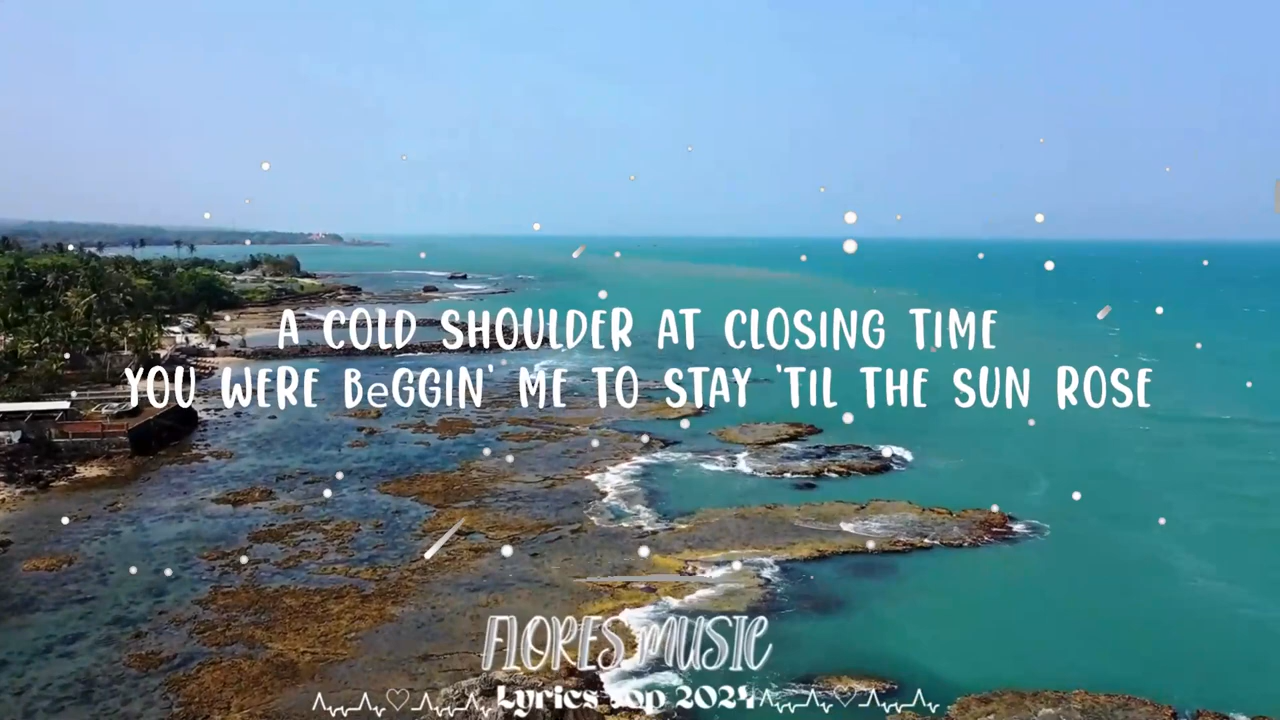 A COLD SHOULDER AT CLOSING TIME
YOU WERE BeGGIN' ME TO STAY 'TIL THE SUN ROSE
FLORES MUSIC
Lyrics Top 2024